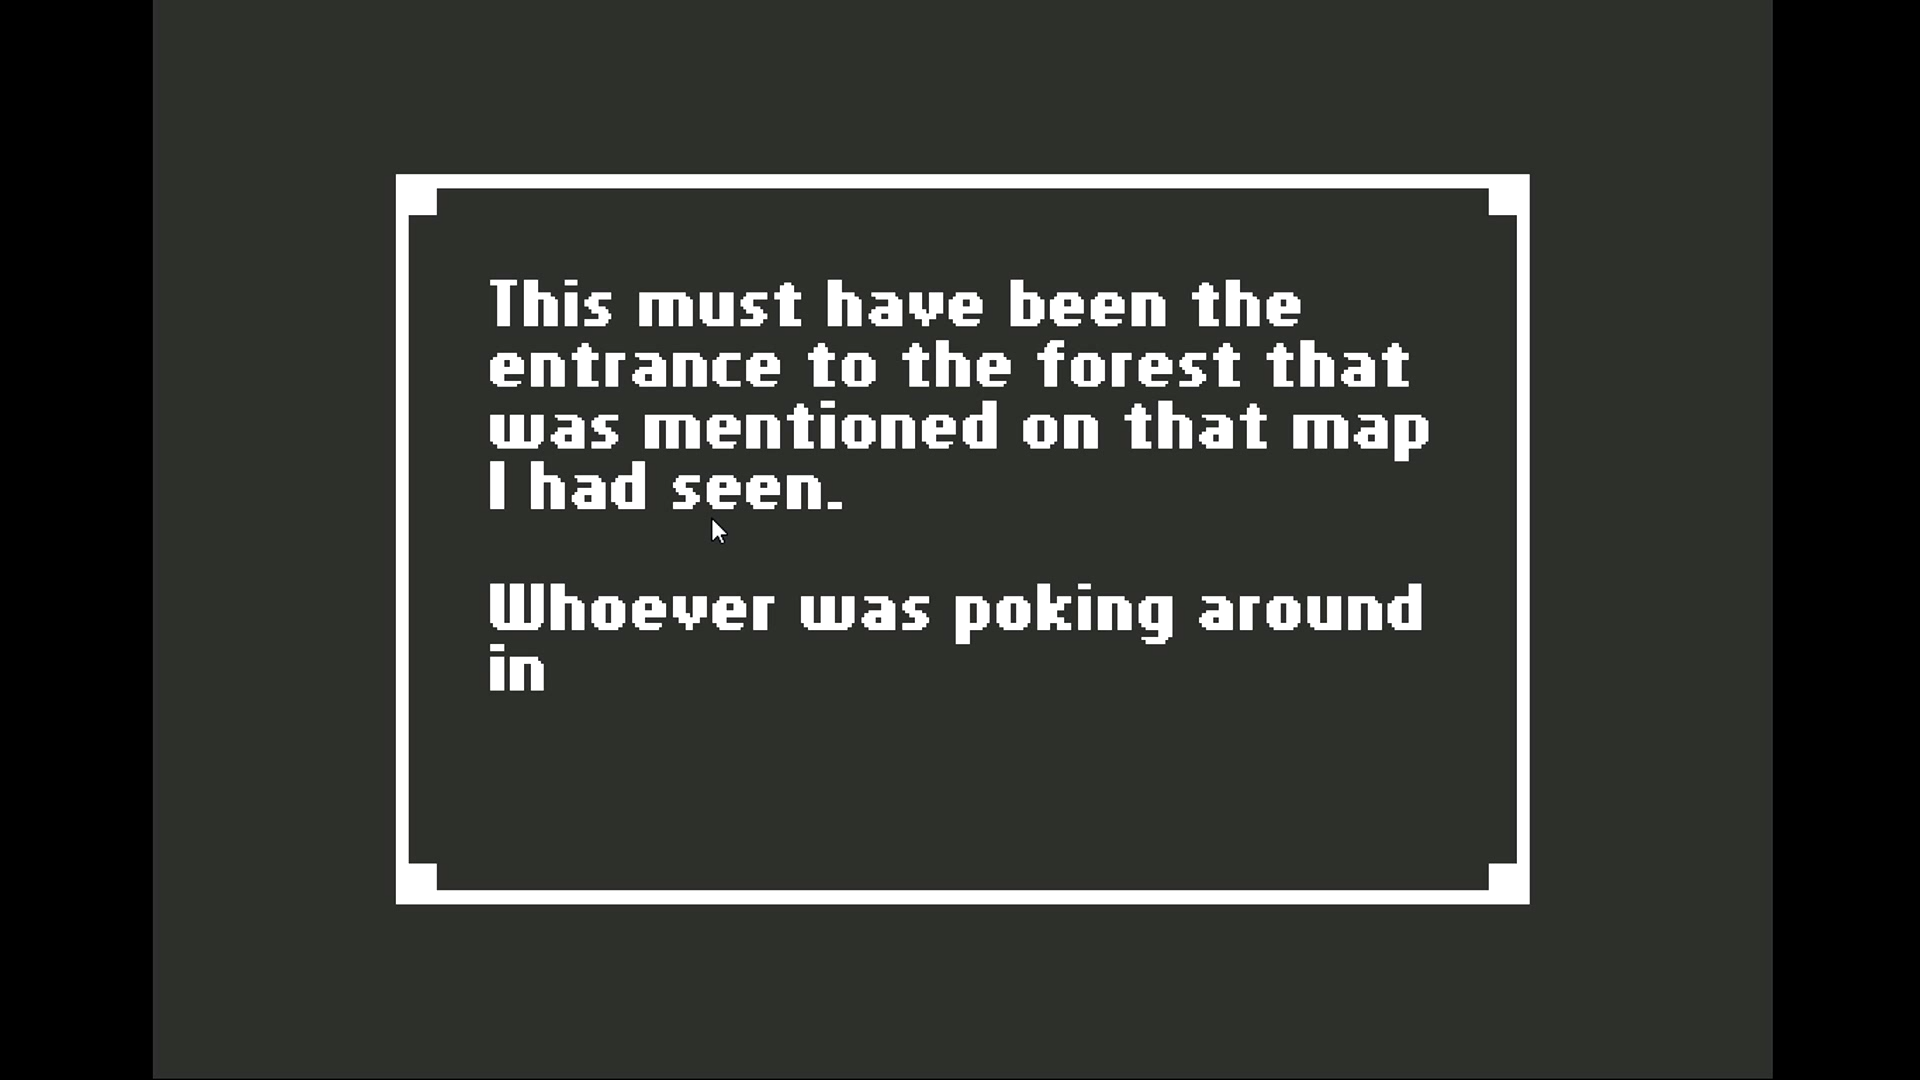 This must have been the
entrance to the forest that
was mentioned on that map
I had seen.
Whoever was poking around
in